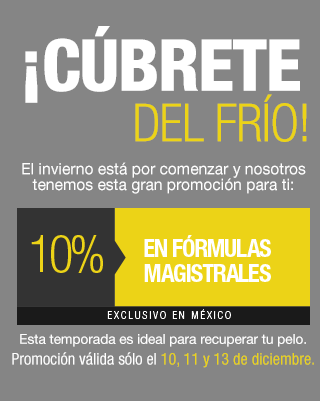 ¡CÚBRETE
DEL FRÍO!
El invierno está por comenzar y nosotros
tenemos esta gran promoción para ti:
10% EN FÓRMULAS
MAGISTRALES
EXCLUSIVO EN MÉXICO
Esta temporada es ideal para recuperar tu pelo.
Promoción válida sólo el 10, 11 y 13 de diciembre.